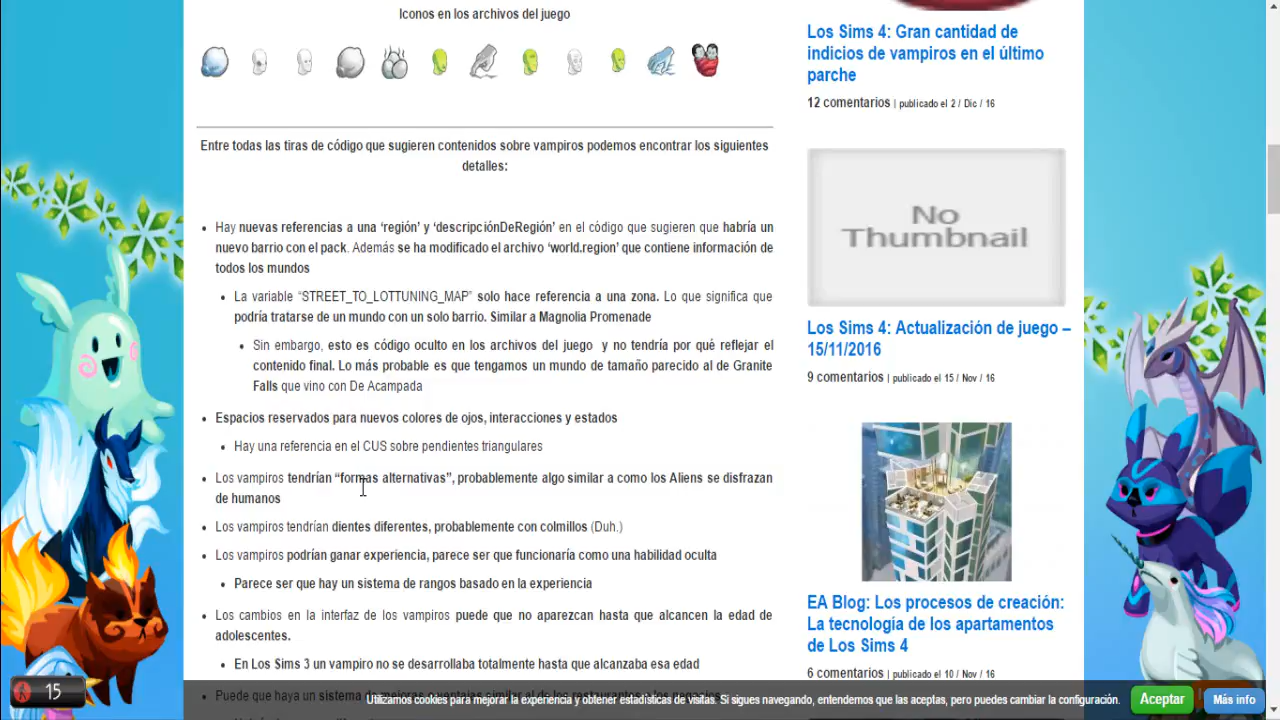 Iconos en los archivos del juego
Entre todas las tiras de código que sugieren contenidos sobre vampiros podemos encontrar los siguientes
detalles:
Hay nuevas referencias a una ‘región’ y ‘descripciónDeRegión’ en el código que sugieren que habría un
nuevo barrio con el pack. Además se ha modificado el archivo ‘world.region’ que contiene información de
todos los mundos
La variable “STREET_TO_LOTTUNING_MAP” solo hace referencia a una zona. Lo que significa que
podría tratarse de un mundo con un solo barrio. Similar a Magnolia Promenade
Sin embargo, esto es código oculto en los archivos del juego y no tendría por qué reflejar el
contenido final. Lo más probable es que tengamos un mundo de tamaño parecido al de Granite
Falls que vino con De Acampada
Espacios reservados para nuevos colores de ojos, interacciones y estados
Hay una referencia en el CUS sobre pendientes triangulares
Los vampiros tendrían “formas alternativas”, probablemente algo similar a como los Aliens se disfrazan
de humanos
Los vampiros tendrían dientes diferentes, probablemente con colmillos (Duh.)
Los vampiros podrían ganar experiencia, parece ser que funcionaría como una habilidad oculta
Parece ser que hay un sistema de rangos basado en la experiencia
Los cambios en la interfaz de los vampiros puede que no aparezcan hasta que alcancen la edad de
adolescentes.
En Los Sims 3 un vampiro no se desarrollaba totalmente hasta que alcanzaba esa edad
Puede que haya un sistema de mejoras o ventajas similar al de los restaurantes o los negocios
Los Sims 4: Gran cantidad de
indicios de vampiros en el último
parche
12 comentarios | publicado el 2 / Dic / 16
No
Thumbnail
Los Sims 4: Actualización de juego –
15/11/2016
9 comentarios | publicado el 15 / Nov / 16
EA Blog: Los procesos de creación:
La tecnología de los apartamentos
de Los Sims 4
6 comentarios | publicado el 10 / Nov / 16
15
Utilizamos cookies para mejorar la experiencia y obtener estadísticas de visitas. Si sigues navegando, entendemos que las aceptas, pero puedes cambiar la configuración.
Aceptar
Más info